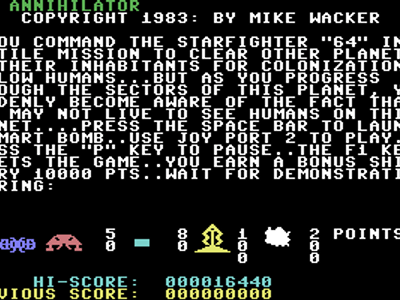 ANNIHILATOR
COPYRIGHT 1983: BY MIKE WACKER
OU COMMAND THE STARFIGHTER "64" IN
TILE MISSION TO CLEAR OTHER PLANET
THEIR INHABITANTS FOR COLONIZATION
LOW HUMANS...BUT AS YOU PROGRESS
OUGH THE SECTORS OF THIS PLANET, Y
DENLY BECOME AWARE OF THE FACT THA
MAY NOT LIVE TO SEE HUMANS ON THI
NET....PRESS THE SPACE BAR TO LAUN
MART BOMB..USE JOY PORT 2 TO PLAY.
SS THE "P" KEY TO PAUSE..THE F1 KE
ETS THE GAME..YOU EARN A BONUS SHI
RY 10000 PTS..WAIT FOR DEMONSTRATI
RING:
50 80 100 200 POINTS
HI-SCORE: 000016440
VIOUS SCORE: 000000000